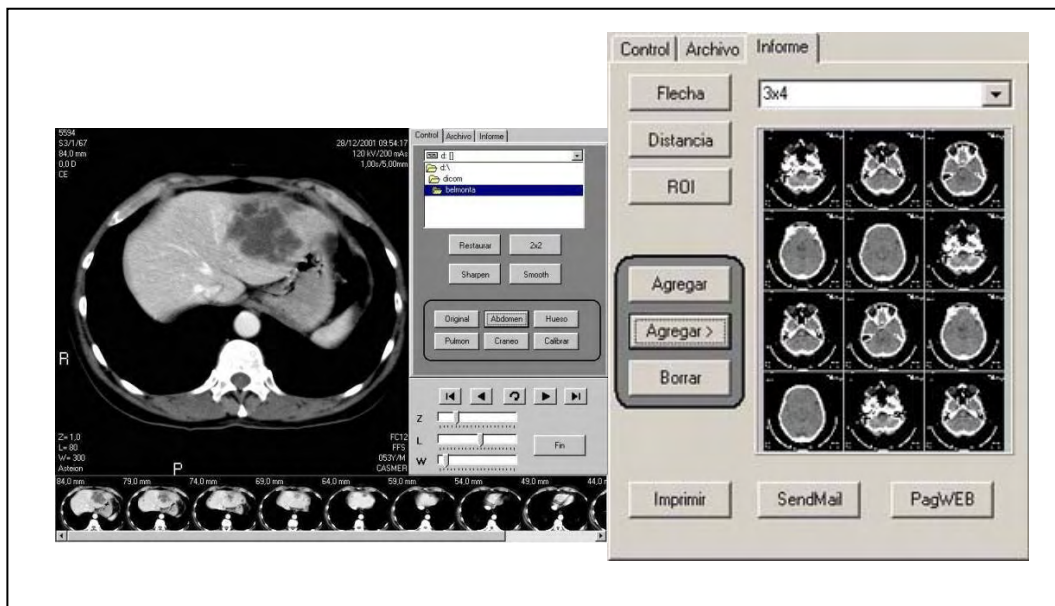 5594
S3/1/67
84,0 mm
0,0 D
CE
28/12/2001 09:54:17
120 kV/200 mAs
1,00s/5,00mm
R
Z= 1,0
L= 80
W= 300
Asteion
P
FC12
FFS
053Y/M
CASMER
84,0 mm 79,0 mm 74,0 mm 69,0 mm 64,0 mm 59,0 mm 54,0 mm 49,0 mm 44,0
Control Archivo Informe
d: []
d:\
dicom
belmonta
Restaurar 2x2
Sharpen Smooth
Original Abdomen Hueso
Pulmon Craneo Calibrar
Z
L
W
Fin
Control Archivo Informe
Flecha 3x4
Distancia
ROI
Agregar
Agregar >
Borrar
Imprimir SendMail PagWEB